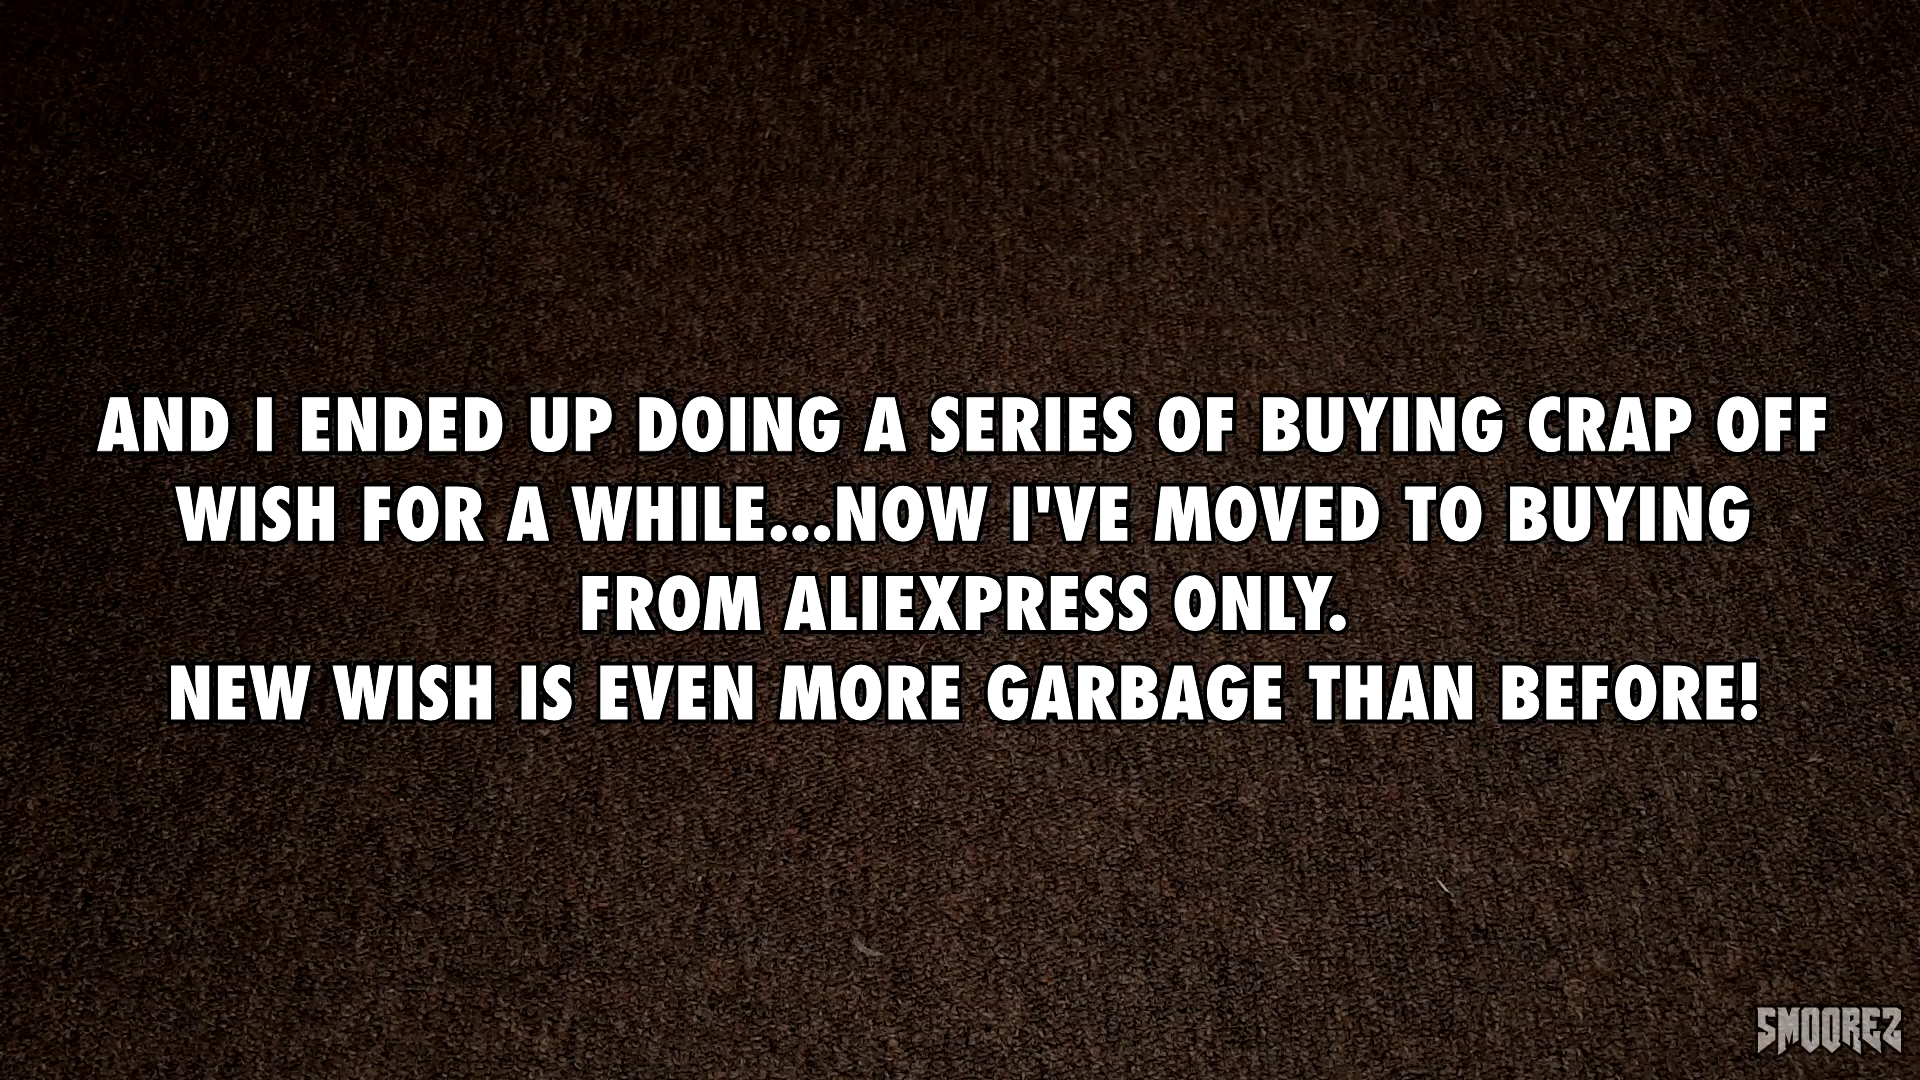 AND I ENDED UP DOING A SERIES OF BUYING CRAP OFF
WISH FOR A WHILE...NOW I'VE MOVED TO BUYING
FROM ALIEXPRESS ONLY.
NEW WISH IS EVEN MORE GARBAGE THAN BEFORE!
SMOOREZ